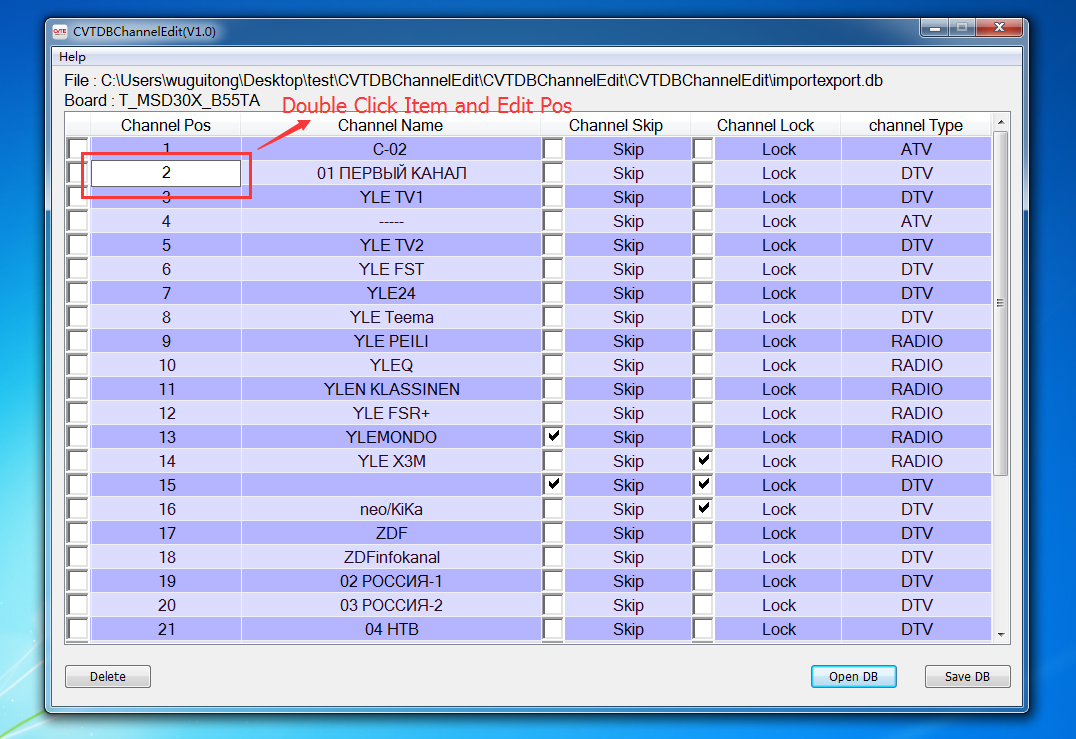 CVTE CVTDBChannelEdit(V1.0)
Help
File : C:\Users\wuguitong\Desktop\test\CVTDBChannelEdit\CVTDBChannelEdit\CVTDBChannelEdit\importexport.db
Board : T_MSD30X_B55TA
Double Click Item and Edit Pos
Channel Pos Channel Name Channel Skip Channel Lock channel Type
1 C-02 Skip Lock ATV
2 01 ПЕРВЫЙ КАНАЛ Skip Lock DTV
3 YLE TV1 Skip Lock DTV
4 ----- Skip Lock ATV
5 YLE TV2 Skip Lock DTV
6 YLE FST Skip Lock DTV
7 YLE24 Skip Lock DTV
8 YLE Teema Skip Lock DTV
9 YLE PEILI Skip Lock RADIO
10 YLEQ Skip Lock RADIO
11 YLEN KLASSINEN Skip Lock RADIO
12 YLE FSR+ Skip Lock RADIO
13 YLEMONDO Skip Lock RADIO
14 YLE X3M Skip Lock RADIO
15 Skip Lock DTV
16 neo/KiKa Skip Lock DTV
17 ZDF Skip Lock DTV
18 ZDFinfokanal Skip Lock DTV
19 02 РОССИЯ-1 Skip Lock DTV
20 03 РОССИЯ-2 Skip Lock DTV
21 04 НТВ Skip Lock DTV
Delete Open DB Save DB